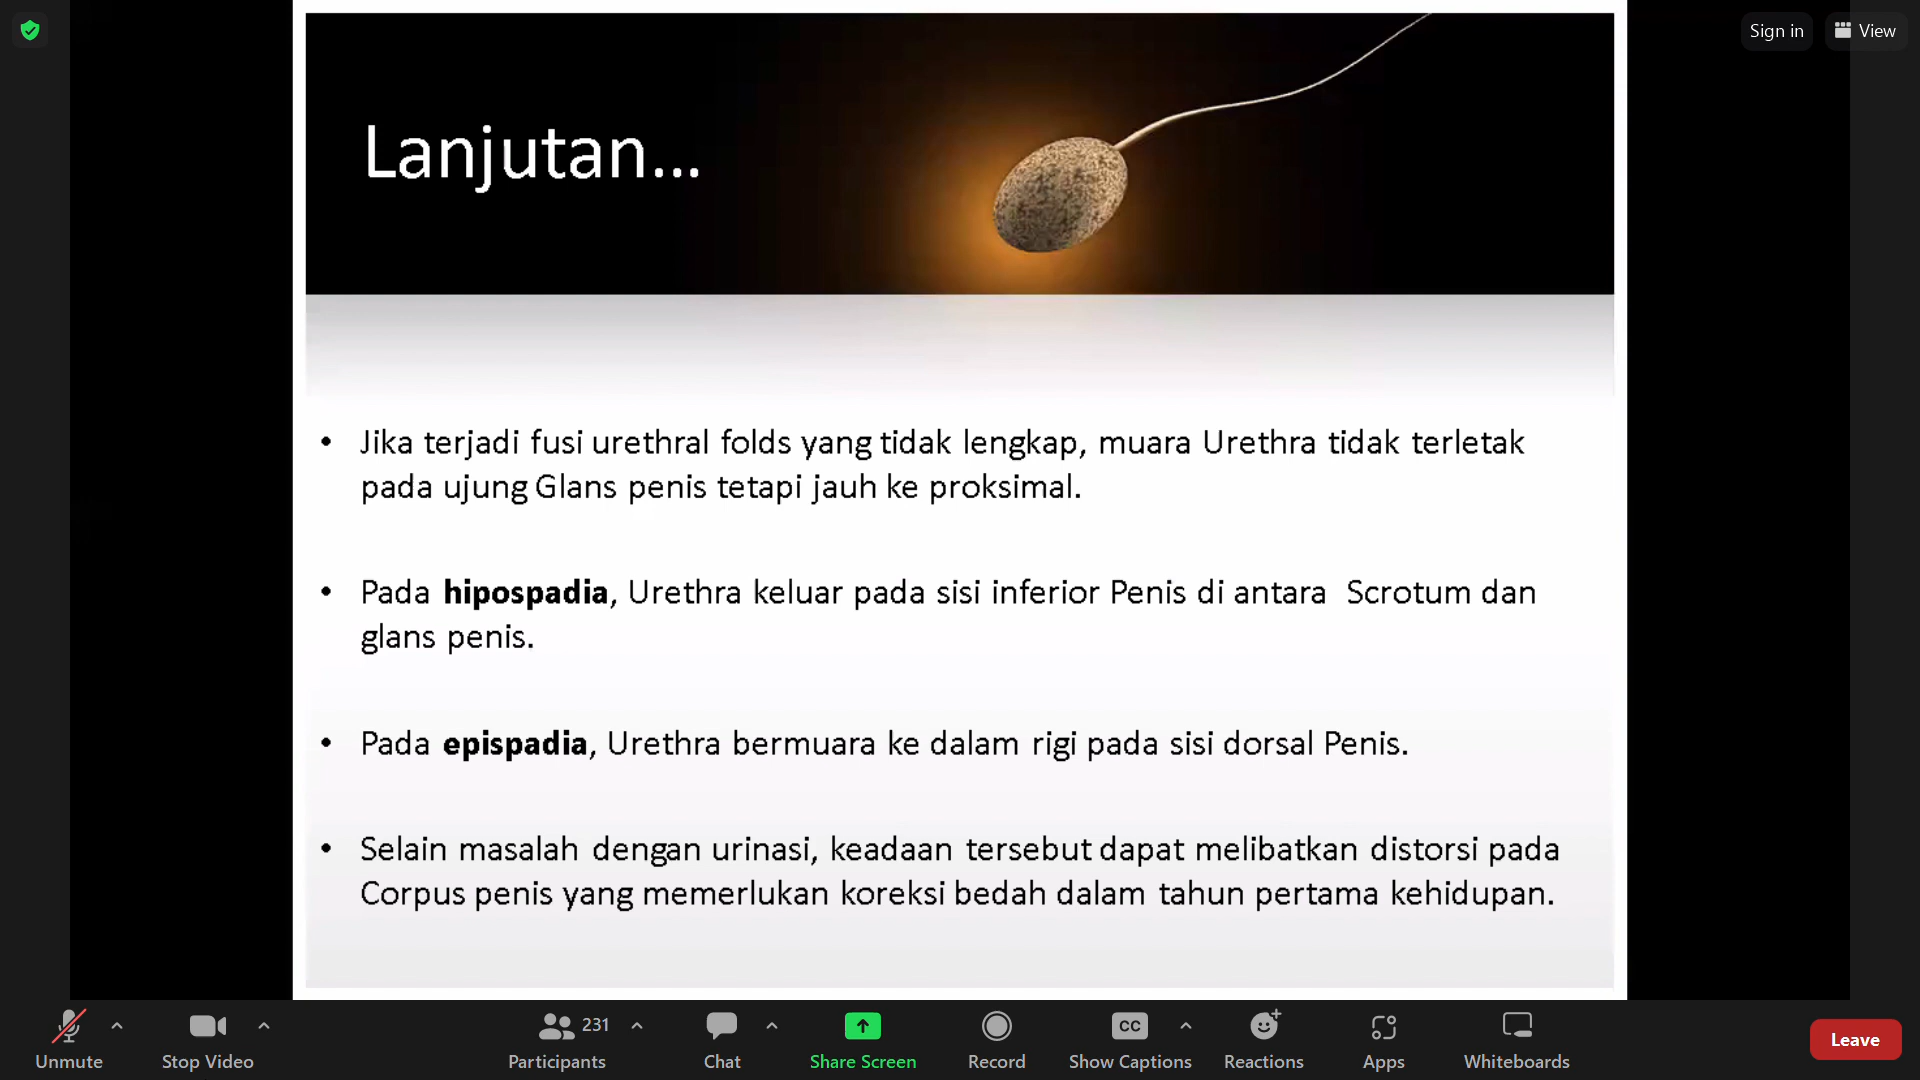 Sign in
View
Lanjutan...
• Jika terjadi fusi urethral folds yang tidak lengkap, muara Urethra tidak terletak
pada ujung Glans penis tetapi jauh ke proksimal.
• Pada hipospadia, Urethra keluar pada sisi inferior Penis di antara Scrotum dan
glans penis.
• Pada epispadia, Urethra bermuara ke dalam rigi pada sisi dorsal Penis.
• Selain masalah dengan urinasi, keadaan tersebut dapat melibatkan distorsi pada
Corpus penis yang memerlukan koreksi bedah dalam tahun pertama kehidupan.
231
CC
Unmute
Stop Video
Participants
Chat
Share Screen
Record
Show Captions
Reactions
Apps
Whiteboards
Leave